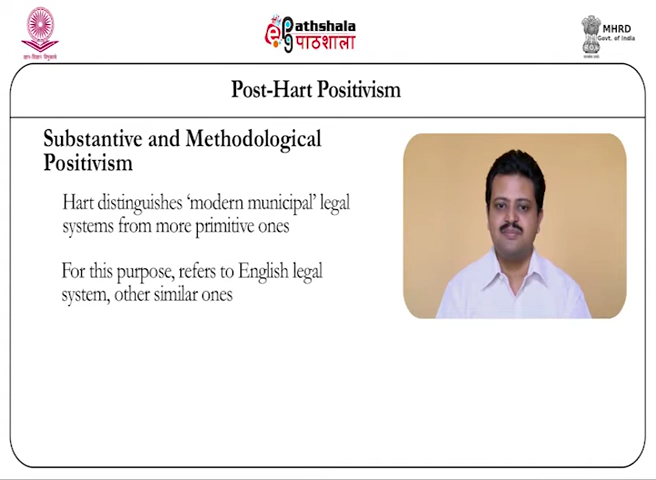 Pathshala
पाठशाला
MHRD
Govt. of India
Post-Hart Positivism
Substantive and Methodological
Positivism
Hart distinguishes ‘modern municipal’ legal
systems from more primitive ones
For this purpose, refers to English legal
system, other similar ones